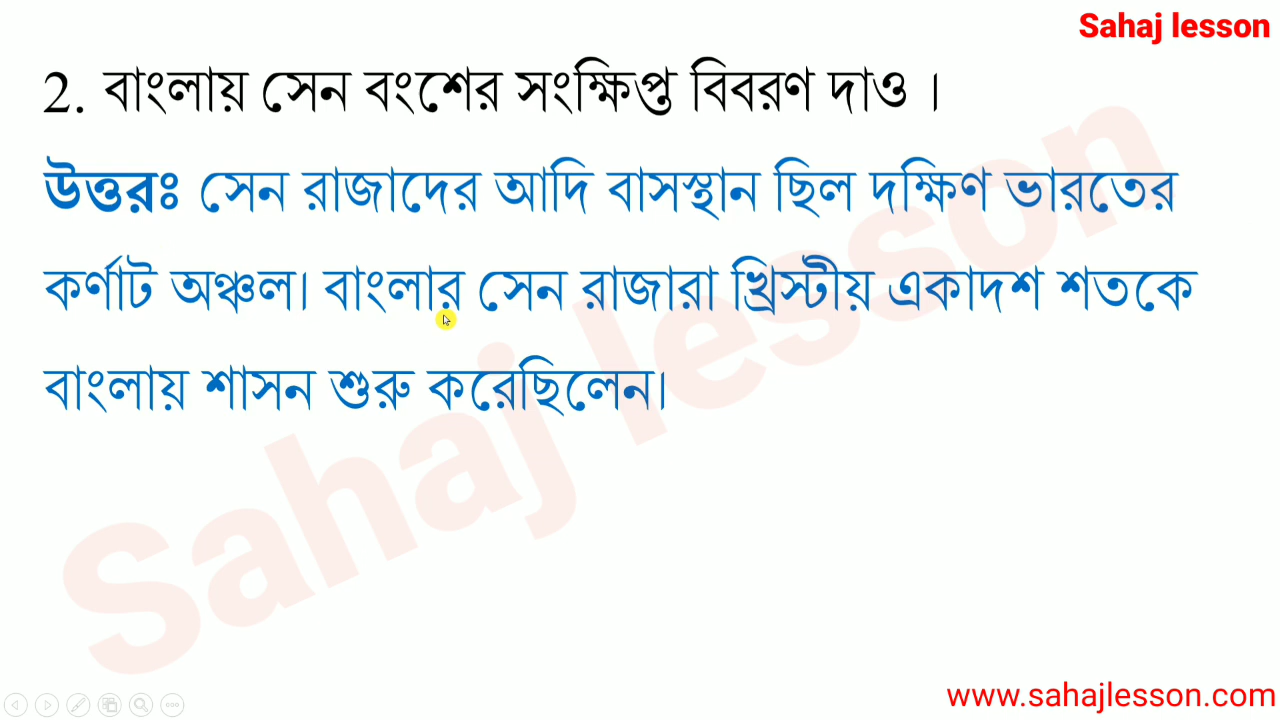 Sahaj lesson
2. বাংলায় সেন বংশের সংক্ষিপ্ত বিবরণ দাও ।
উত্তরঃ সেন রাজাদের আদি বাসস্থান ছিল দক্ষিণ ভারতের
কর্ণাট অঞ্চল। বাংলার সেন রাজারা খ্রিস্টীয় একাদশ শতকে
বাংলায় শাসন শুরু করেছিলেন।
Sahaj lesson
www.sahajlesson.com